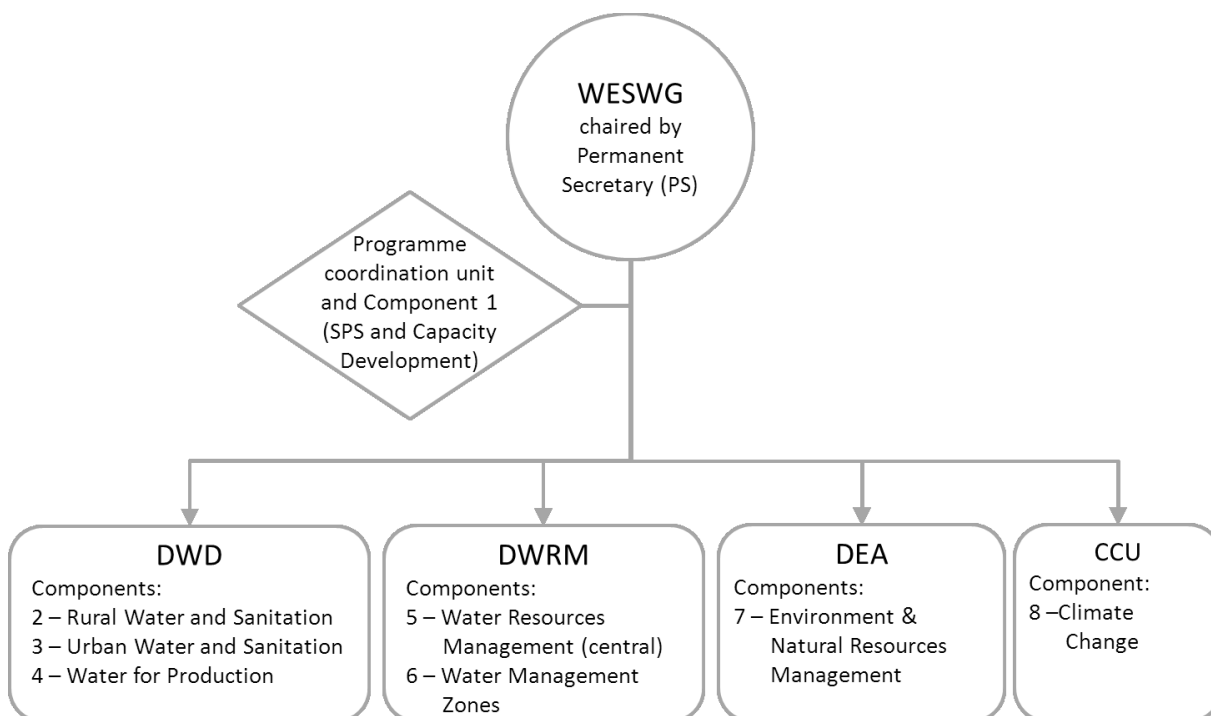 WESWG
chaired by
Permanent
Secretary (PS)
Programme
coordination unit
and Component 1
(SPS and Capacity
Development)
DWD
Components:
2 – Rural Water and Sanitation
3 – Urban Water and Sanitation
4 – Water for Production
DWRM
Components:
5 – Water Resources
Management (central)
6 – Water Management
Zones
DEA
Components:
7 – Environment &
Natural Resources
Management
CCU
Component:
8 –Climate
Change